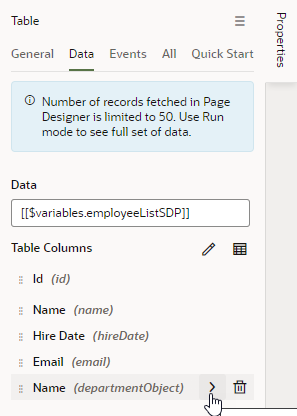 Table
Properties
General Data Events All Quick Start
Number of records fetched in Page
Designer is limited to 50. Use Run
mode to see full set of data.
Data
[[$variables.employeeListSDP]]
Table Columns
Id (id)
Name (name)
Hire Date (hireDate)
Email (email)
Name (departmentObject)